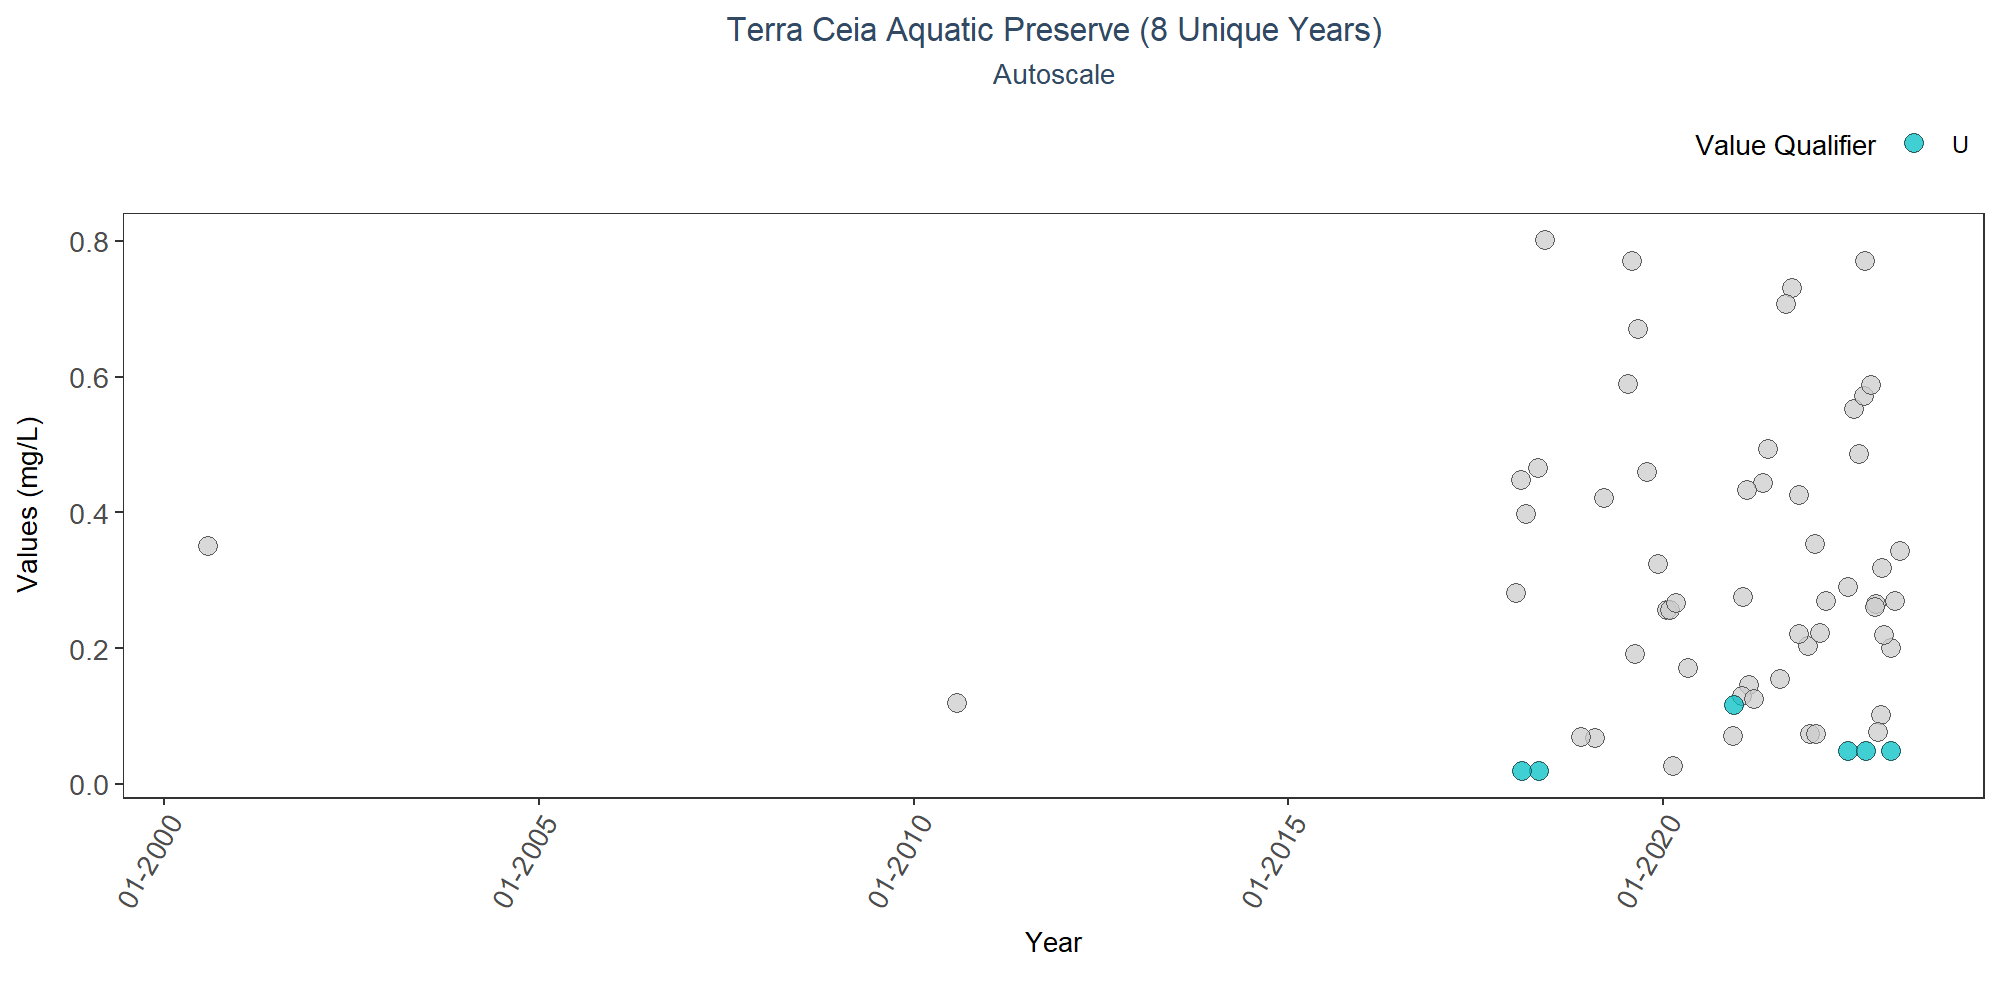 Terra Ceia Aquatic Preserve (8 Unique Years)
Autoscale
Value Qualifier U
Values (mg/L)
0.8
0.6
0.4
0.2
0.0
01-2000 01-2005 01-2010 01-2015 01-2020
Year